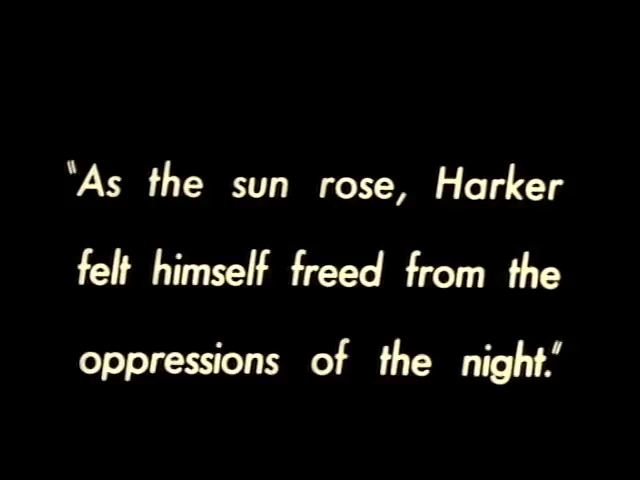 "As the sun rose, Harker
felt himself freed from the
oppressions of the night."